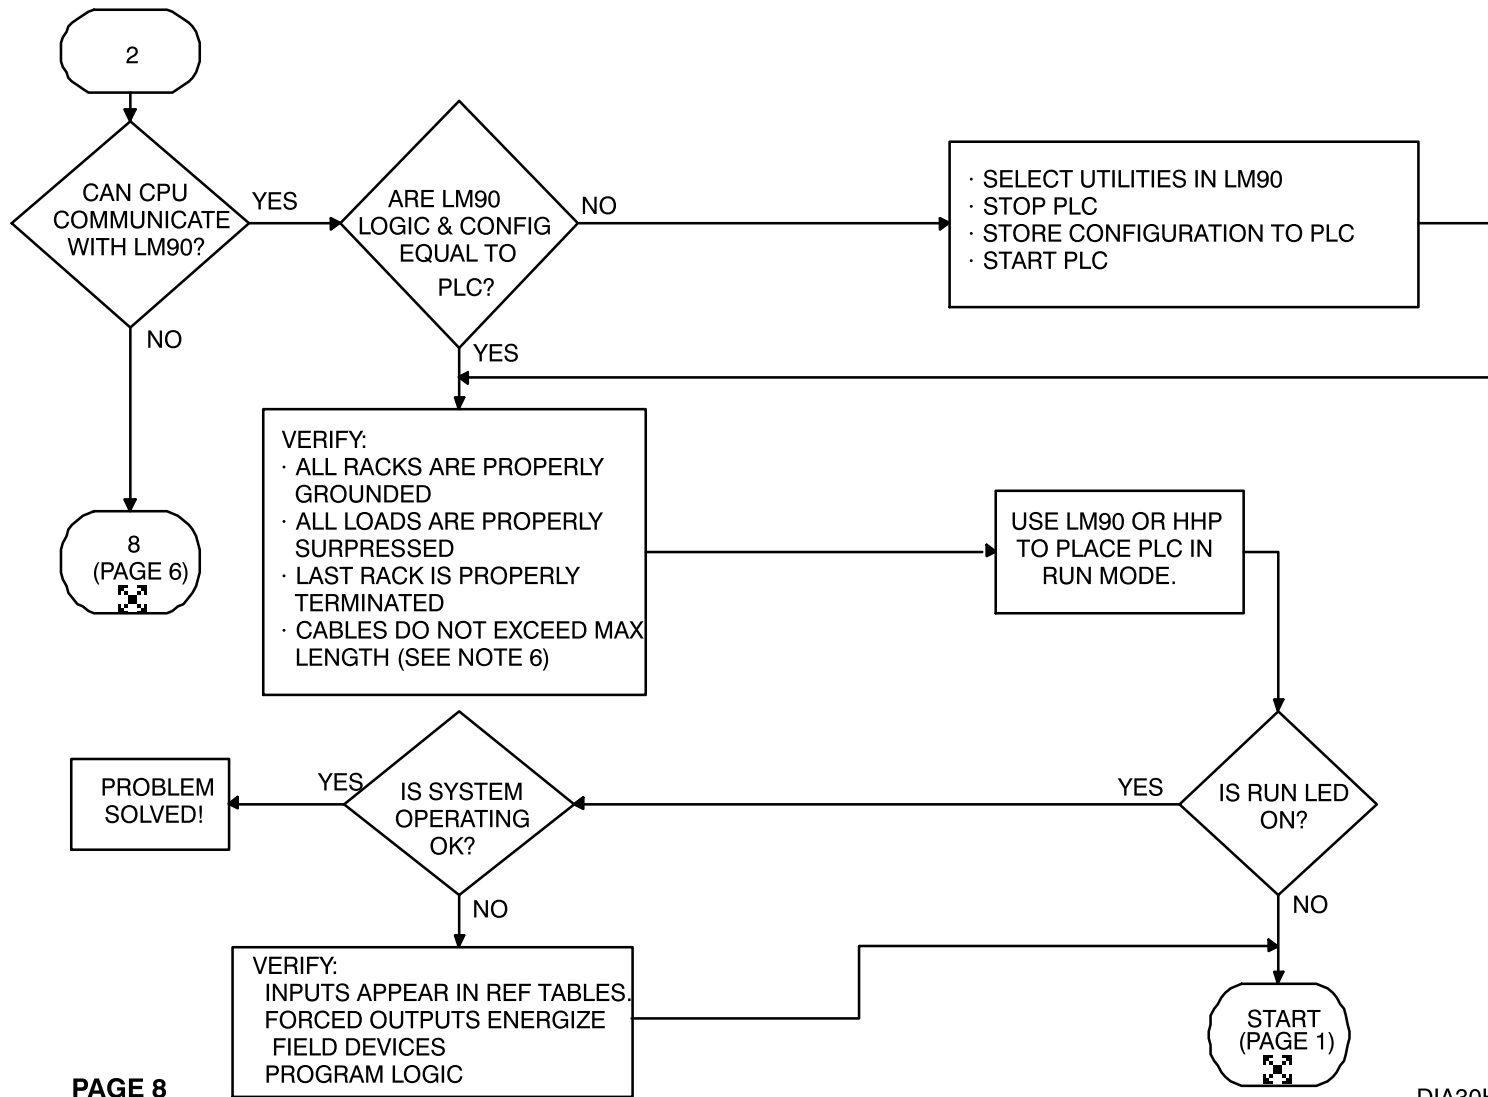 2
CAN CPU
COMMUNICATE
WITH LM90?
YES
NO
8
(PAGE 6)
ARE LM90
LOGIC & CONFIG
EQUAL TO
PLC?
NO
YES
· SELECT UTILITIES IN LM90
· STOP PLC
· STORE CONFIGURATION TO PLC
· START PLC
VERIFY:
· ALL RACKS ARE PROPERLY
GROUNDED
· ALL LOADS ARE PROPERLY
SURPRESSED
· LAST RACK IS PROPERLY
TERMINATED
· CABLES DO NOT EXCEED MAX
LENGTH (SEE NOTE 6)
USE LM90 OR HHP
TO PLACE PLC IN
RUN MODE.
IS RUN LED
ON?
YES
NO
IS SYSTEM
OPERATING
OK?
YES
NO
PROBLEM
SOLVED!
VERIFY:
INPUTS APPEAR IN REF TABLES.
FORCED OUTPUTS ENERGIZE
FIELD DEVICES
PROGRAM LOGIC
START
(PAGE 1)
PAGE 8